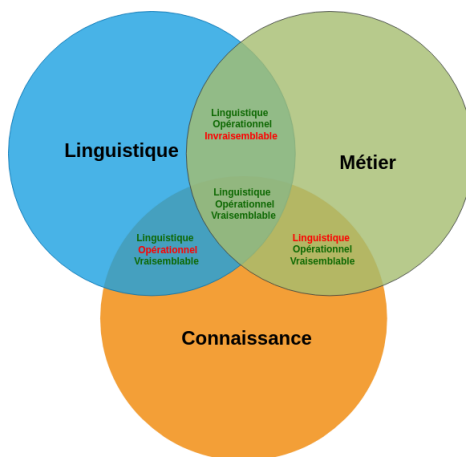 Linguistique
Opérationnel
Invraisemblable
Linguistique
Métier
Linguistique
Opérationnel
Vraisemblable
Linguistique
Opérationnel
Vraisemblable
Linguistique
Opérationnel
Vraisemblable
Connaissance